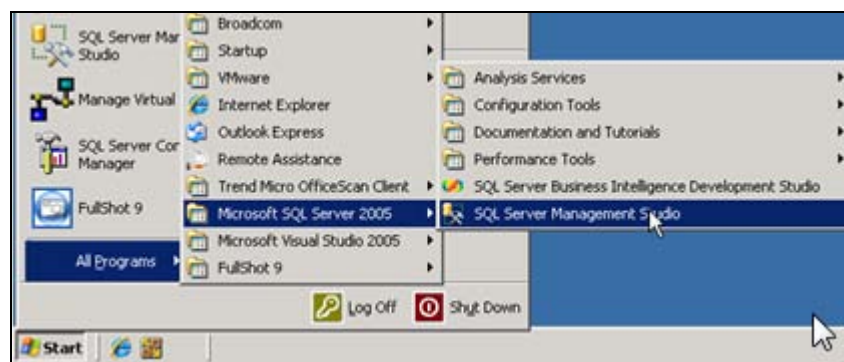 SQL Server Mar
Studio
Manage Virtual
SQL Server Cor
Manager
FullShot 9
All Programs
Broadcom
Startup
VMware
Internet Explorer
Outlook Express
Remote Assistance
Trend Micro OfficeScan Client
Microsoft SQL Server 2005
Microsoft Visual Studio 2005
FullShot 9
Analysis Services
Configuration Tools
Documentation and Tutorials
Performance Tools
SQL Server Business Intelligence Development Studio
SQL Server Management Studio
Log Off
Shut Down
Start